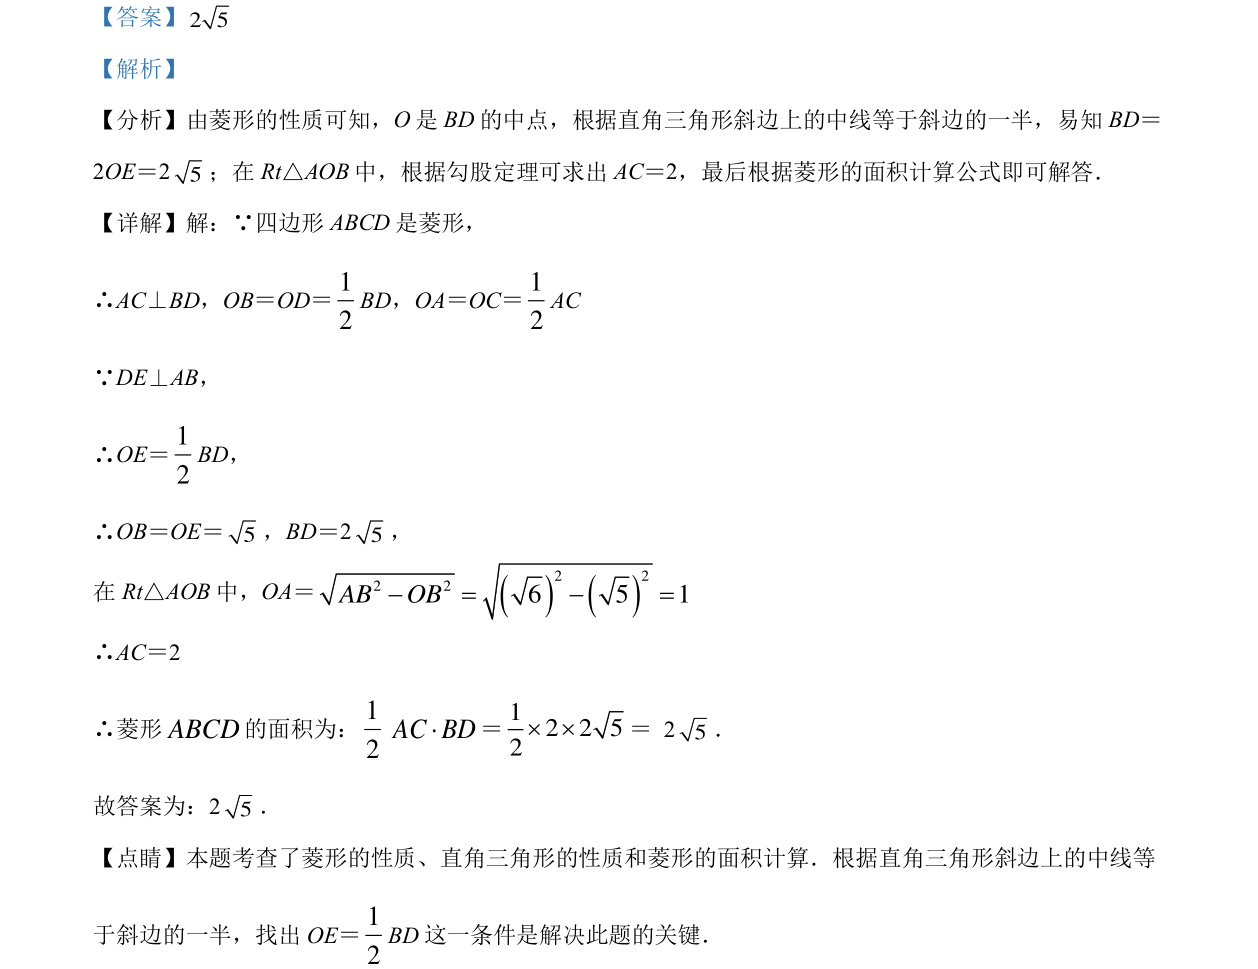 【答案】2√5
【解析】
【分析】由菱形的性质可知，O是BD的中点，根据直角三角形斜边上的中线等于斜边的一半，易知BD＝
2OE＝2√5；在Rt△AOB中，根据勾股定理可求出AC＝2，最后根据菱形的面积计算公式即可解答．
【详解】解：∵四边形ABCD是菱形，
∴AC⊥BD，OB＝OD＝1/2 BD，OA＝OC＝1/2 AC
∵DE⊥AB，
∴OE＝1/2 BD，
∴OB＝OE＝√5，BD＝2√5，
在Rt△AOB中，OA＝√(AB²－OB²)＝√((√6)²－(√5)²)＝1
∴AC＝2
∴菱形ABCD的面积为：1/2 AC·BD＝1/2×2×2√5＝ 2√5．
故答案为：2√5．
【点睛】本题考查了菱形的性质、直角三角形的性质和菱形的面积计算．根据直角三角形斜边上的中线等
于斜边的一半，找出OE＝1/2 BD这一条件是解决此题的关键．